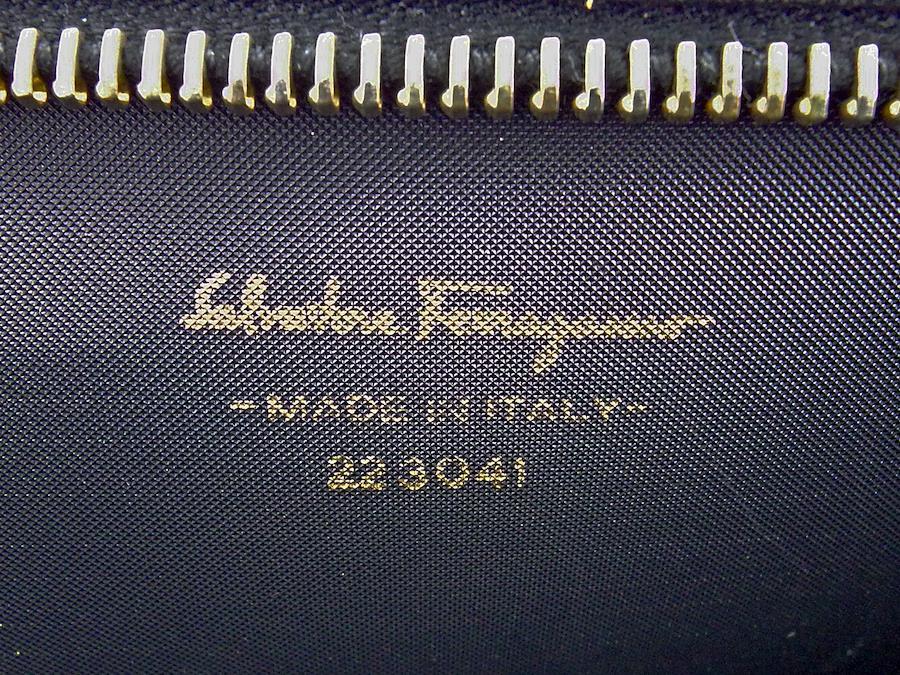 Salvatore Ferragamo
-MADE IN ITALY-
22 3041